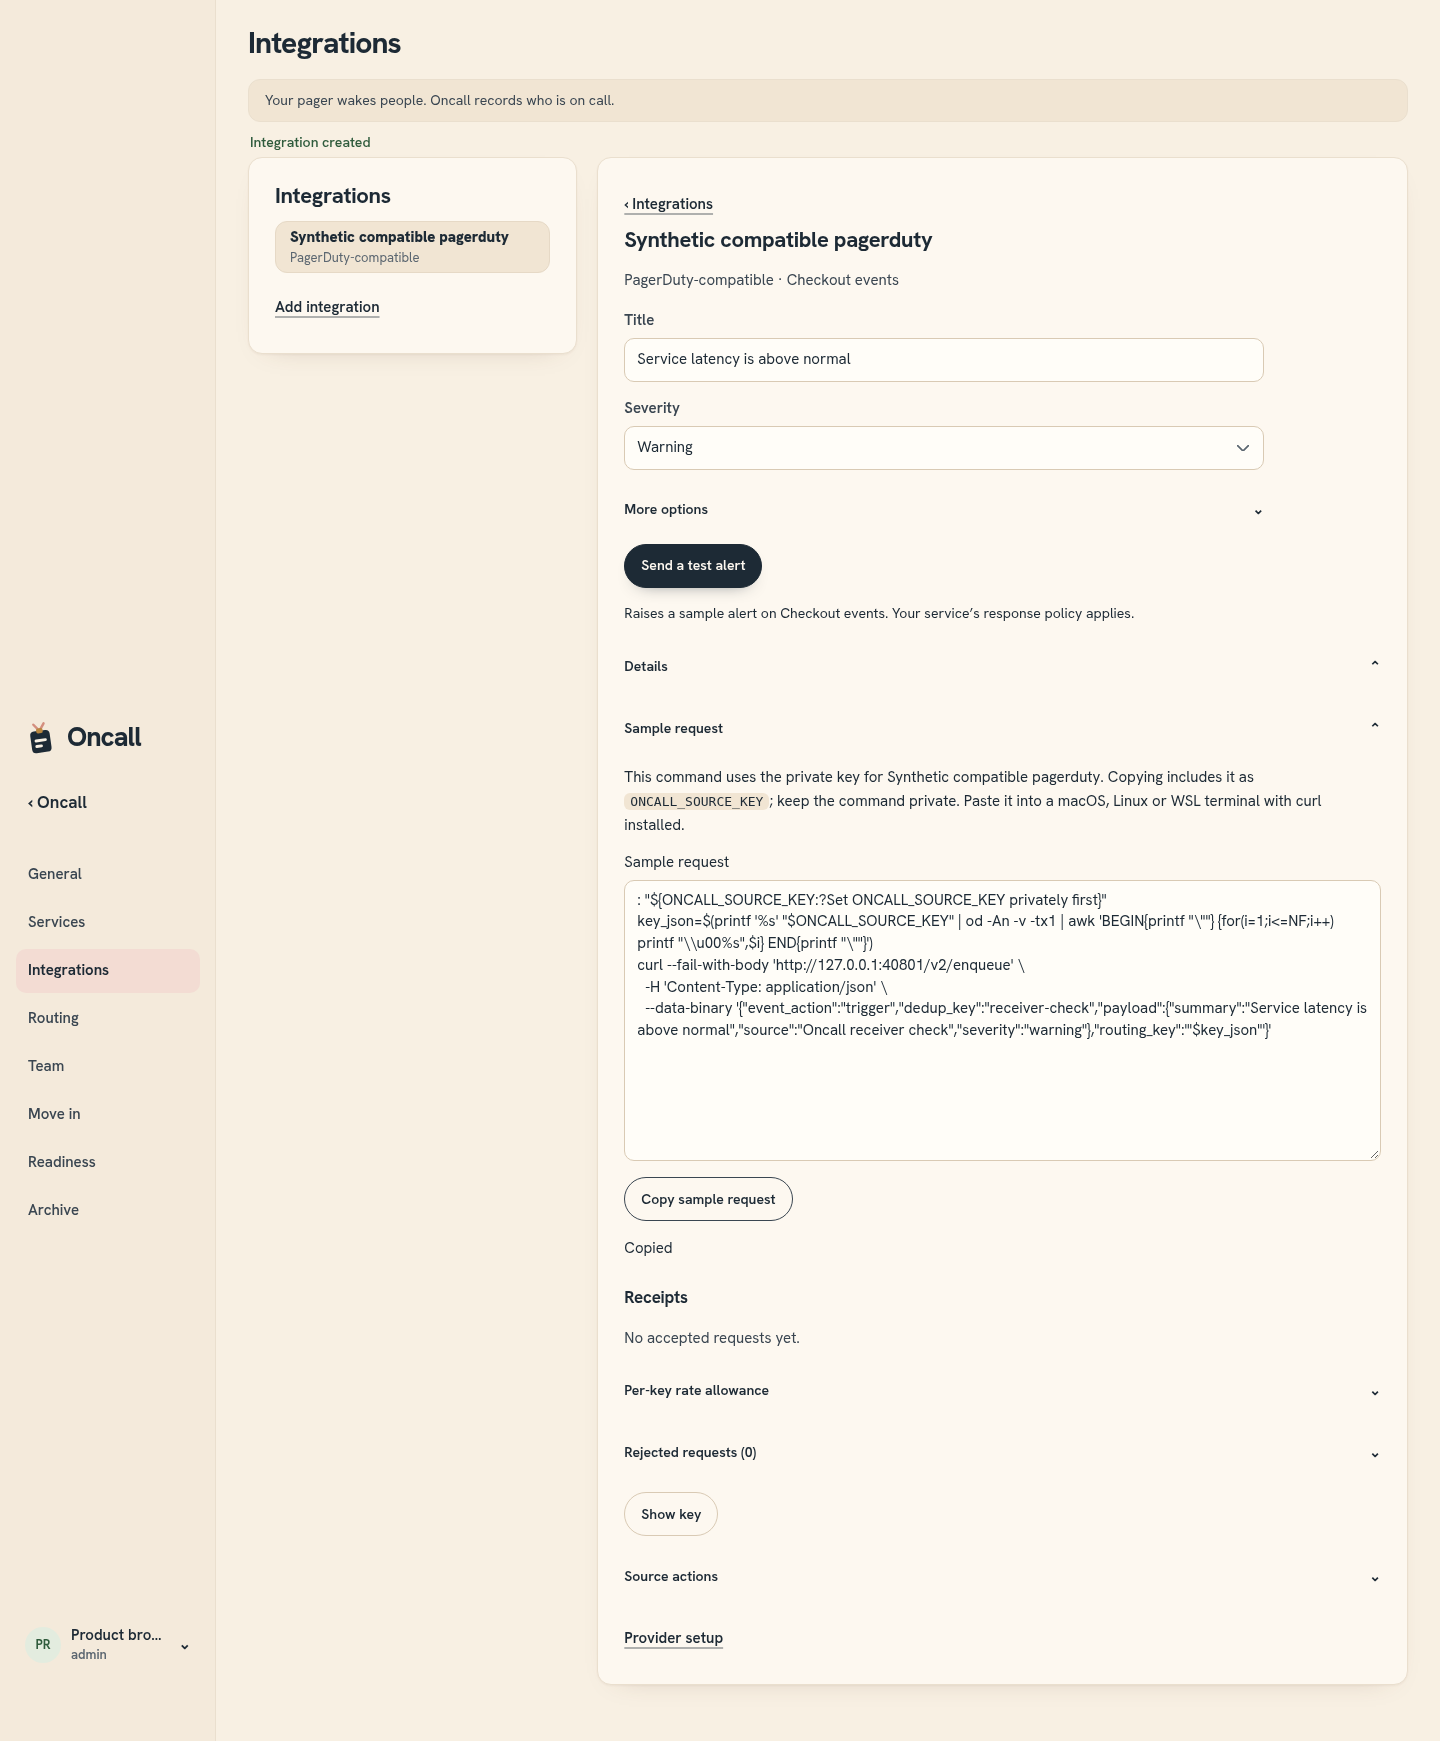 Integrations
Your pager wakes people. Oncall records who is on call.
Integration created
Integrations
Synthetic compatible pagerduty
PagerDuty-compatible
Add integration
‹ Integrations
Synthetic compatible pagerduty
PagerDuty-compatible · Checkout events
Title
Service latency is above normal
Severity
Warning
More options
Send a test alert
Raises a sample alert on Checkout events. Your service’s response policy applies.
Details
Sample request
This command uses the private key for Synthetic compatible pagerduty. Copying includes it as
ONCALL_SOURCE_KEY; keep the command private. Paste it into a macOS, Linux or WSL terminal with curl
installed.
Sample request
: "${ONCALL_SOURCE_KEY:?Set ONCALL_SOURCE_KEY privately first}"
key_json=$(printf '%s' "$ONCALL_SOURCE_KEY" | od -An -v -tx1 | awk 'BEGIN{printf "\""} {for(i=1;i<=NF;i++)
printf "\\u00%s",$i} END{printf "\""}')
curl --fail-with-body 'http://127.0.0.1:40801/v2/enqueue' \
  -H 'Content-Type: application/json' \
  --data-binary '{"event_action":"trigger","dedup_key":"receiver-check","payload":{"summary":"Service latency is
above normal","source":"Oncall receiver check","severity":"warning"},"routing_key":'"$key_json"'}'
Copy sample request
Copied
Receipts
No accepted requests yet.
Per-key rate allowance
Rejected requests (0)
Show key
Source actions
Provider setup
Oncall
‹ Oncall
General
Services
Integrations
Routing
Team
Move in
Readiness
Archive
PR
Product bro...
admin